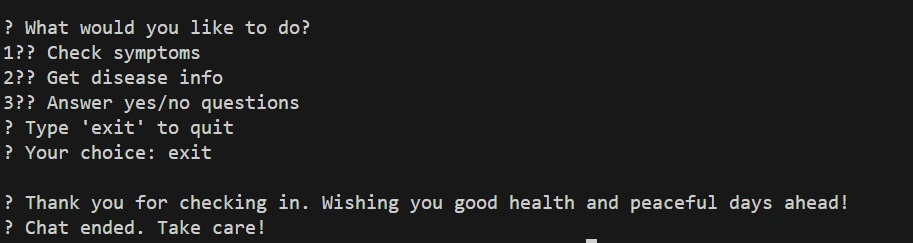 ? What would you like to do?
1?? Check symptoms
2?? Get disease info
3?? Answer yes/no questions
? Type 'exit' to quit
? Your choice: exit
? Thank you for checking in. Wishing you good health and peaceful days ahead!
? Chat ended. Take care!